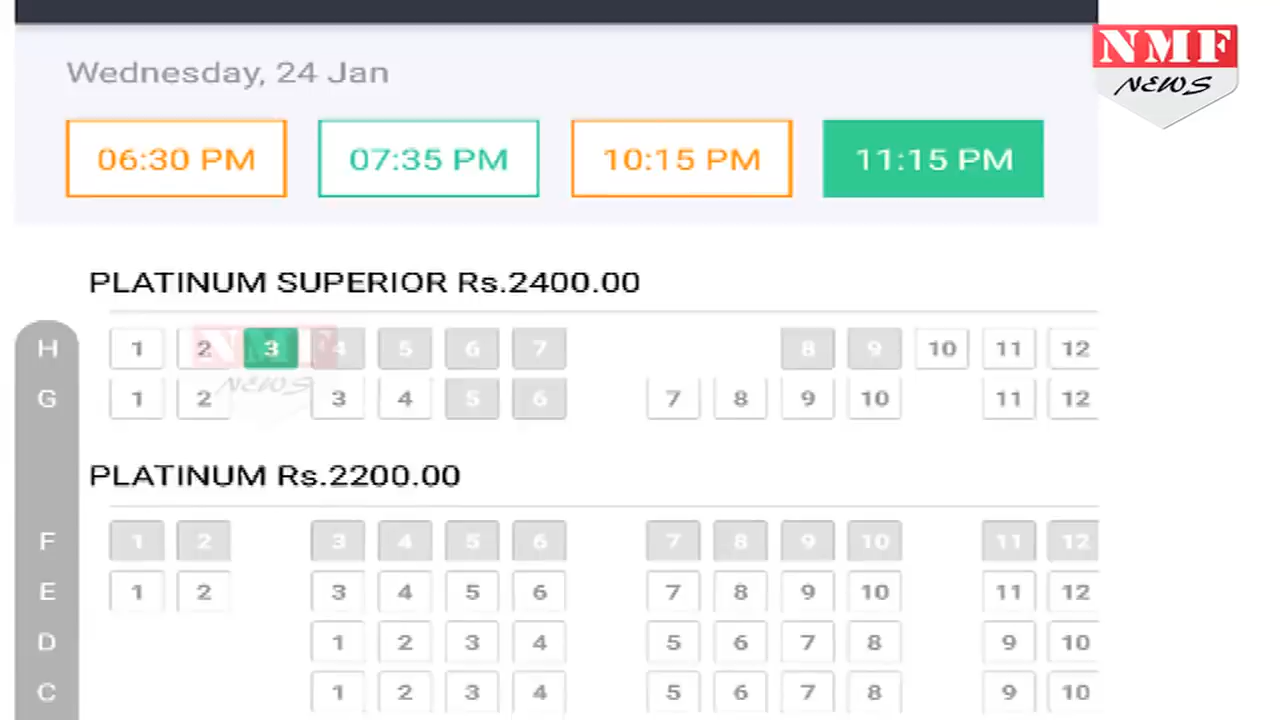 NMF
NEWS
Wednesday, 24 Jan
06:30 PM 07:35 PM 10:15 PM 11:15 PM
PLATINUM SUPERIOR Rs.2400.00
H 1 2 3 4 5 6 7 8 9 10 11 12
NEWS
G 1 2 3 4 5 6 7 8 9 10 11 12
PLATINUM Rs.2200.00
F 1 2 3 4 5 6 7 8 9 10 11 12
E 1 2 3 4 5 6 7 8 9 10 11 12
D 1 2 3 4 5 6 7 8 9 10
C 1 2 3 4 5 6 7 8 9 10